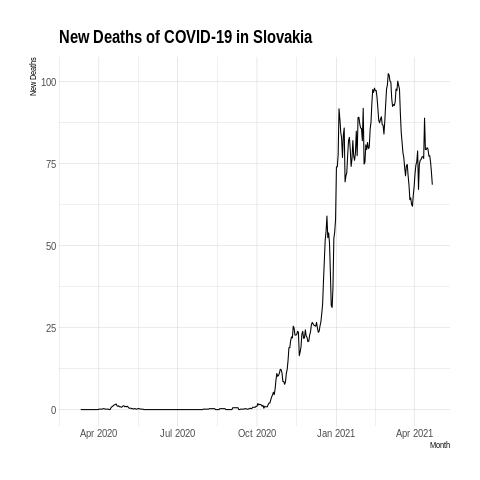 New Deaths of COVID-19 in Slovakia
New Deaths
100
75
50
25
0
Apr 2020
Jul 2020
Oct 2020
Jan 2021
Apr 2021
Month